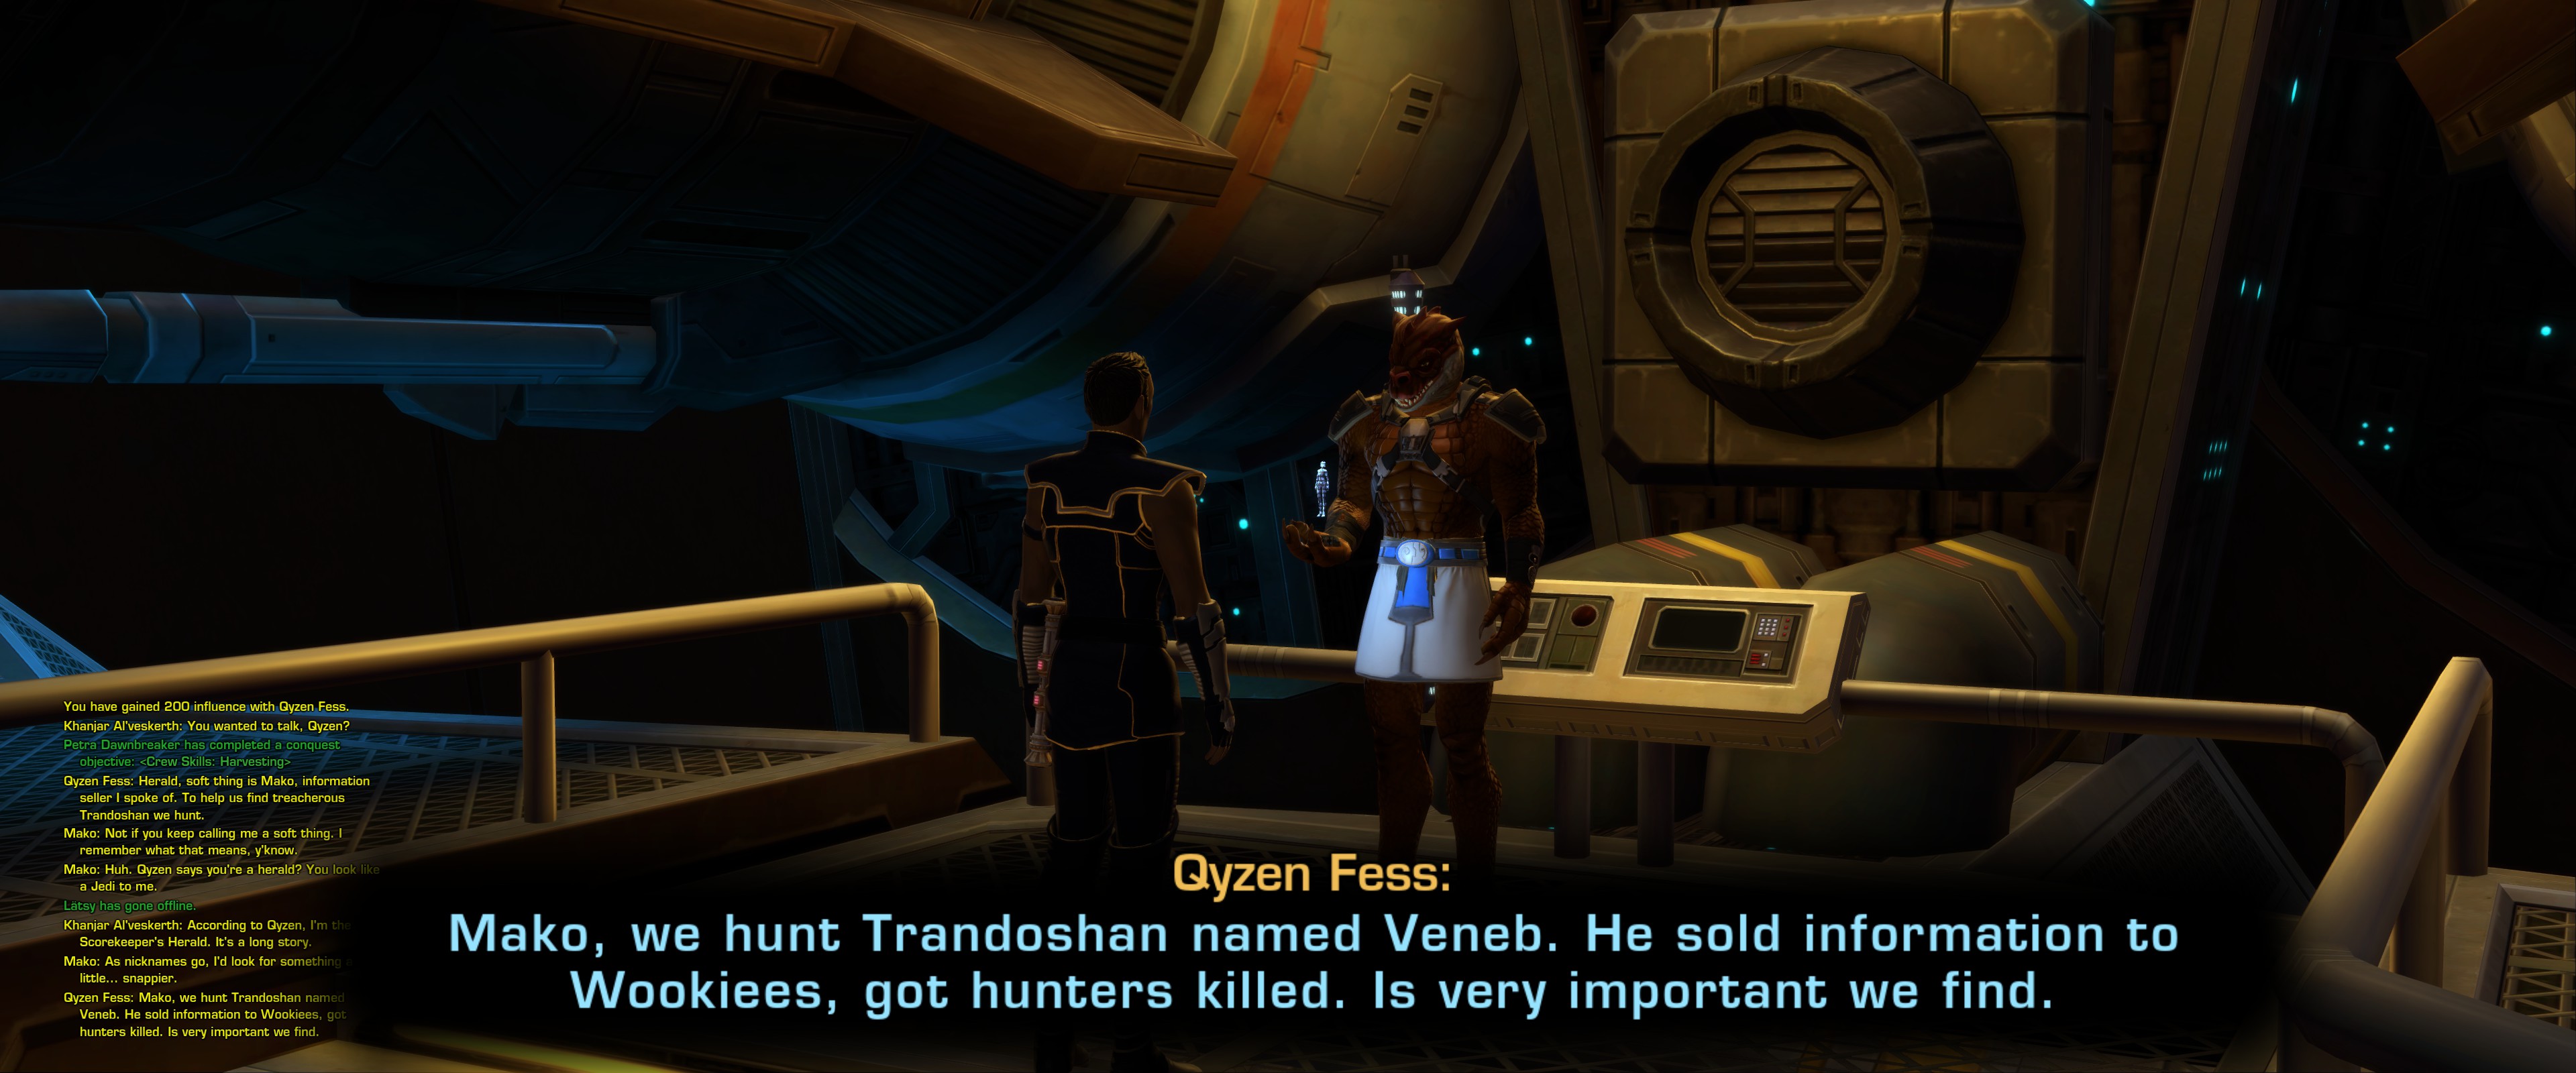 You have gained 200 influence with Qyzen Fess.
Khanjar Al'veskerth: You wanted to talk, Qyzen?
Petra Dawnbreaker has completed a conquest
objective: <Crew Skills: Harvesting>
Qyzen Fess: Herald, soft thing is Mako, information
seller I spoke of. To help us find treacherous
Trandoshan we hunt.
Mako: Not if you keep calling me a soft thing. I
remember what that means, y'know.
Mako: Huh. Qyzen says you're a herald? You look like
a Jedi to me.
Lätsy has gone offline.
Khanjar Al'veskerth: According to Qyzen, I'm the
Scorekeeper's Herald. It's a long story.
Mako: As nicknames go, I'd look for something a
little... snappier.
Qyzen Fess: Mako, we hunt Trandoshan named
Veneb. He sold information to Wookiees, got
hunters killed. Is very important we find.
Qyzen Fess:
Mako, we hunt Trandoshan named Veneb. He sold information to
Wookiees, got hunters killed. Is very important we find.